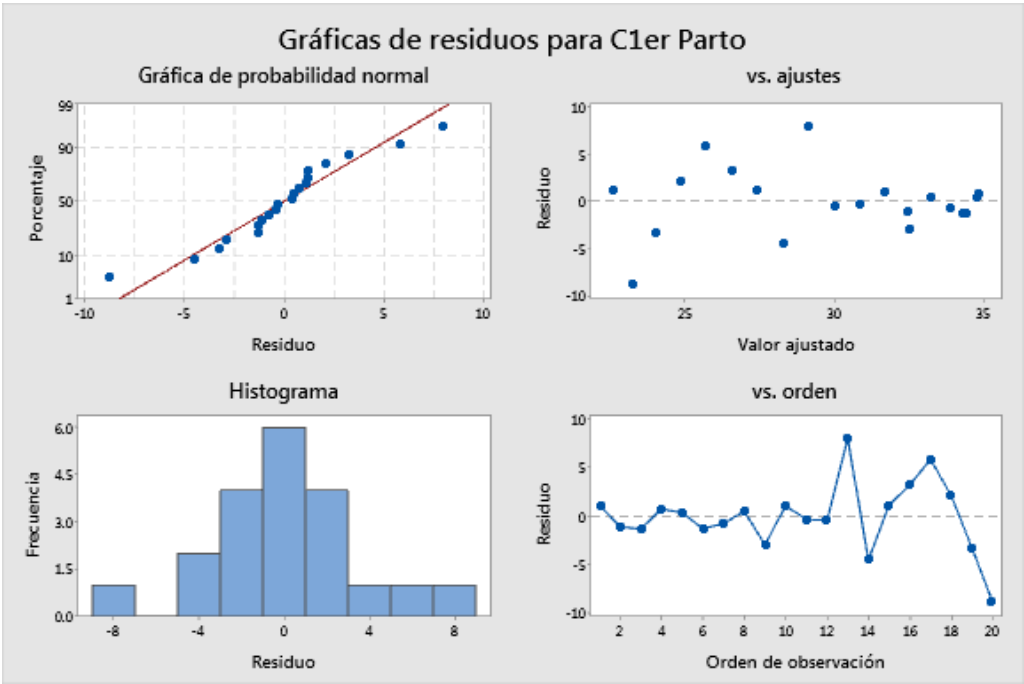 Gráficas de residuos para C1er Parto
Gráfica de probabilidad normal
99
90
50
10
1
Porcentaje
-10 -5 0 5 10
Residuo
vs. ajustes
10
5
0
-5
-10
Residuo
25 30 35
Valor ajustado
Histograma
6.0
4.5
3.0
1.5
0.0
Frecuencia
-8 -4 0 4 8
Residuo
vs. orden
10
5
0
-5
-10
Residuo
2 4 6 8 10 12 14 16 18 20
Orden de observación